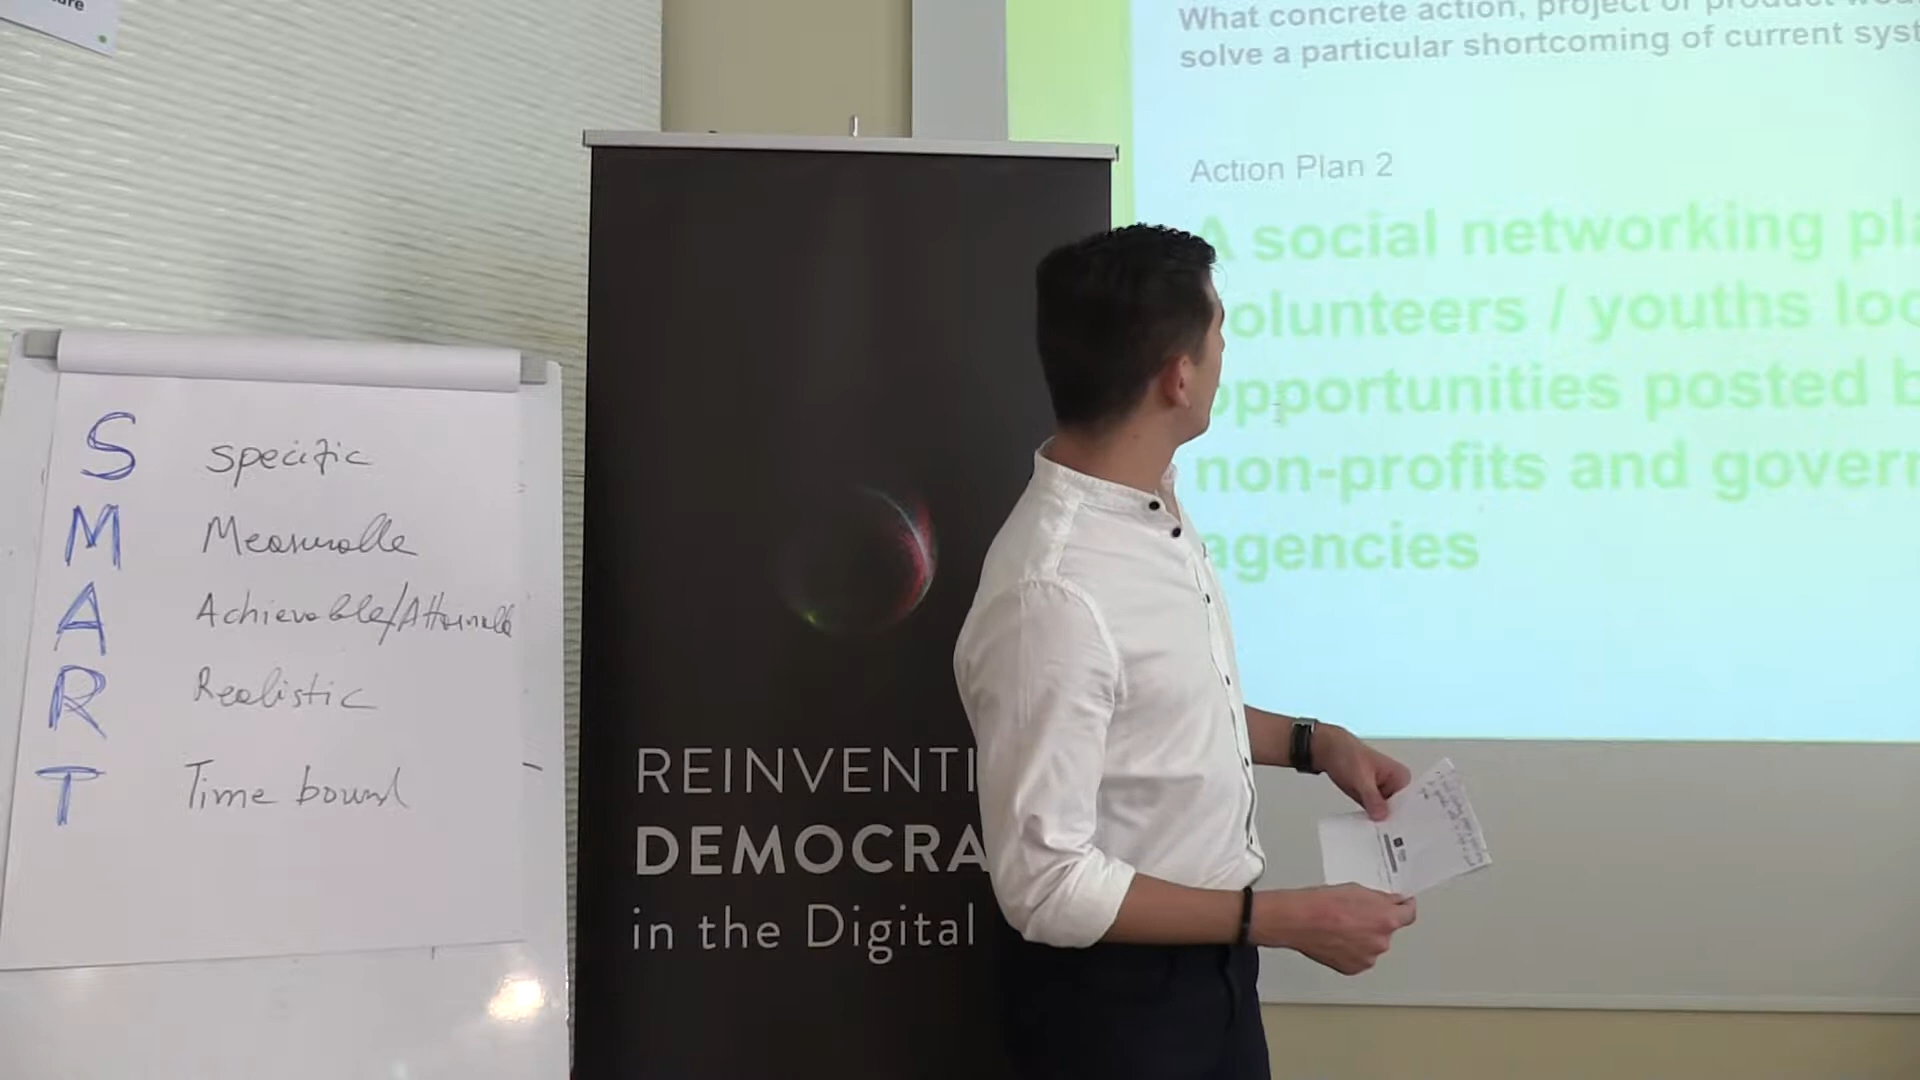 S specific
M Measurable
A Achievable/Attainable
R Realistic
T Time bound
REINVENTI
DEMOCRA
in the Digital
What concrete action, project or product
solve a particular shortcoming of current syst
Action Plan 2
A social networking pla
volunteers / youths loo
opportunities posted b
non-profits and govern
agencies